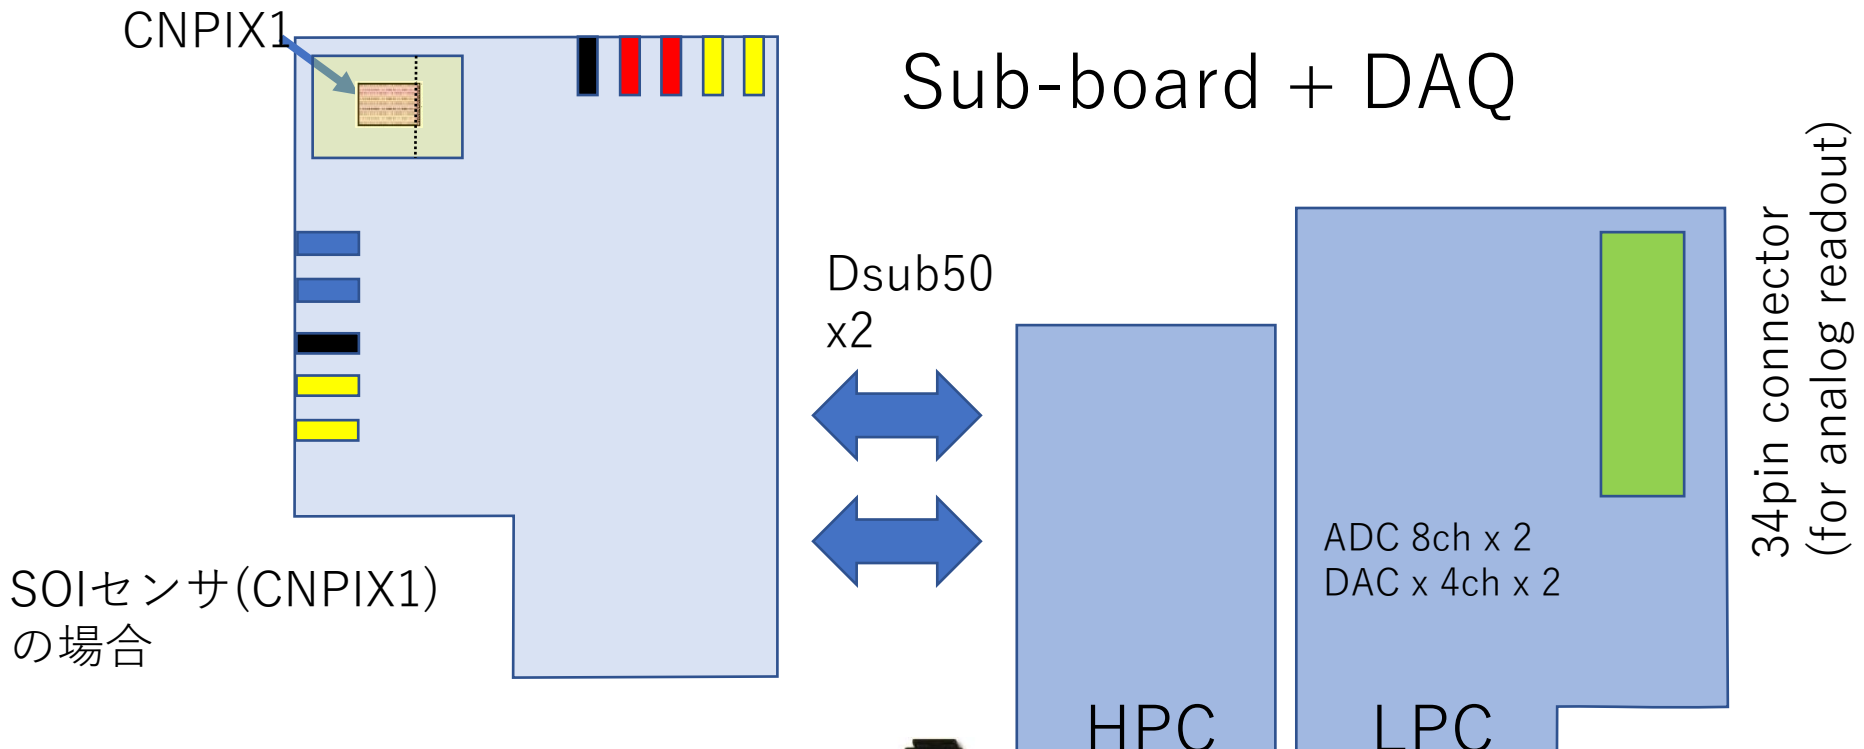 CNPIX1
Sub-board + DAQ
34pin connector
(for analog readout)
Dsub50
x2
ADC 8ch x 2
DAC x 4ch x 2
SOIセンサ(CNPIX1)
の場合
HPC
LPC